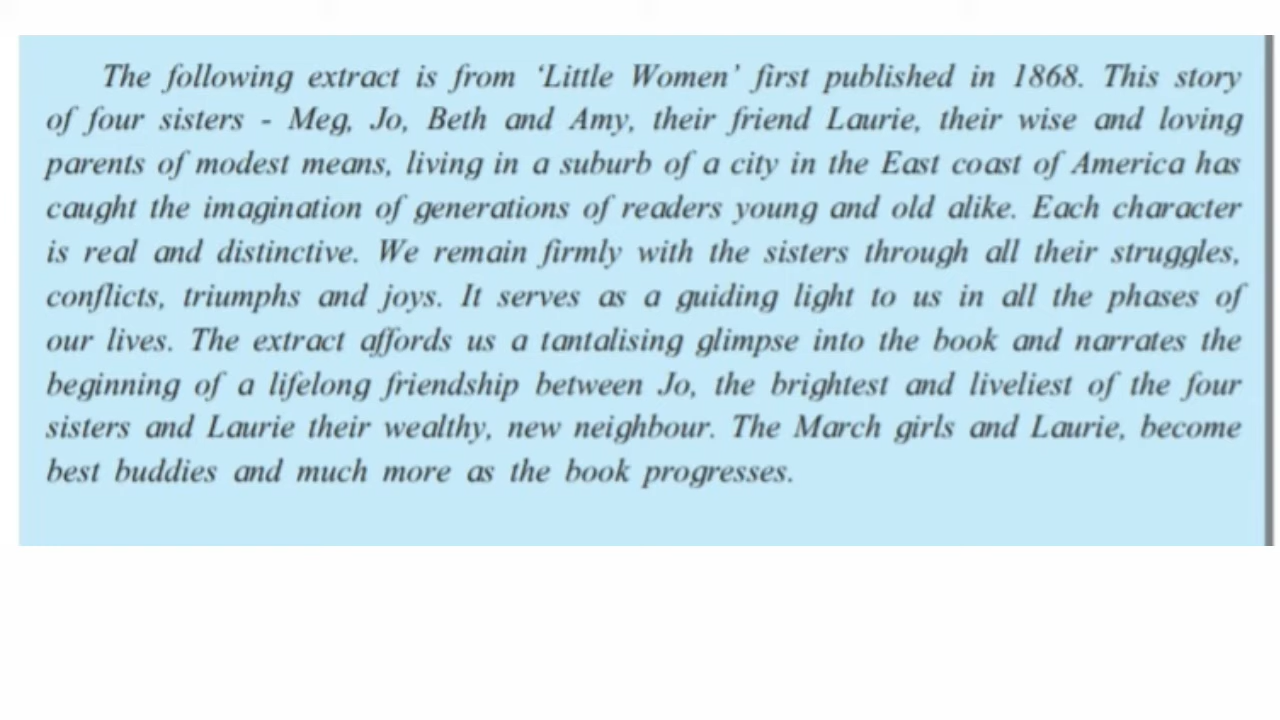 The following extract is from ‘Little Women’ first published in 1868. This story
of four sisters - Meg, Jo, Beth and Amy, their friend Laurie, their wise and loving
parents of modest means, living in a suburb of a city in the East coast of America has
caught the imagination of generations of readers young and old alike. Each character
is real and distinctive. We remain firmly with the sisters through all their struggles,
conflicts, triumphs and joys. It serves as a guiding light to us in all the phases of
our lives. The extract affords us a tantalising glimpse into the book and narrates the
beginning of a lifelong friendship between Jo, the brightest and liveliest of the four
sisters and Laurie their wealthy, new neighbour. The March girls and Laurie, become
best buddies and much more as the book progresses.